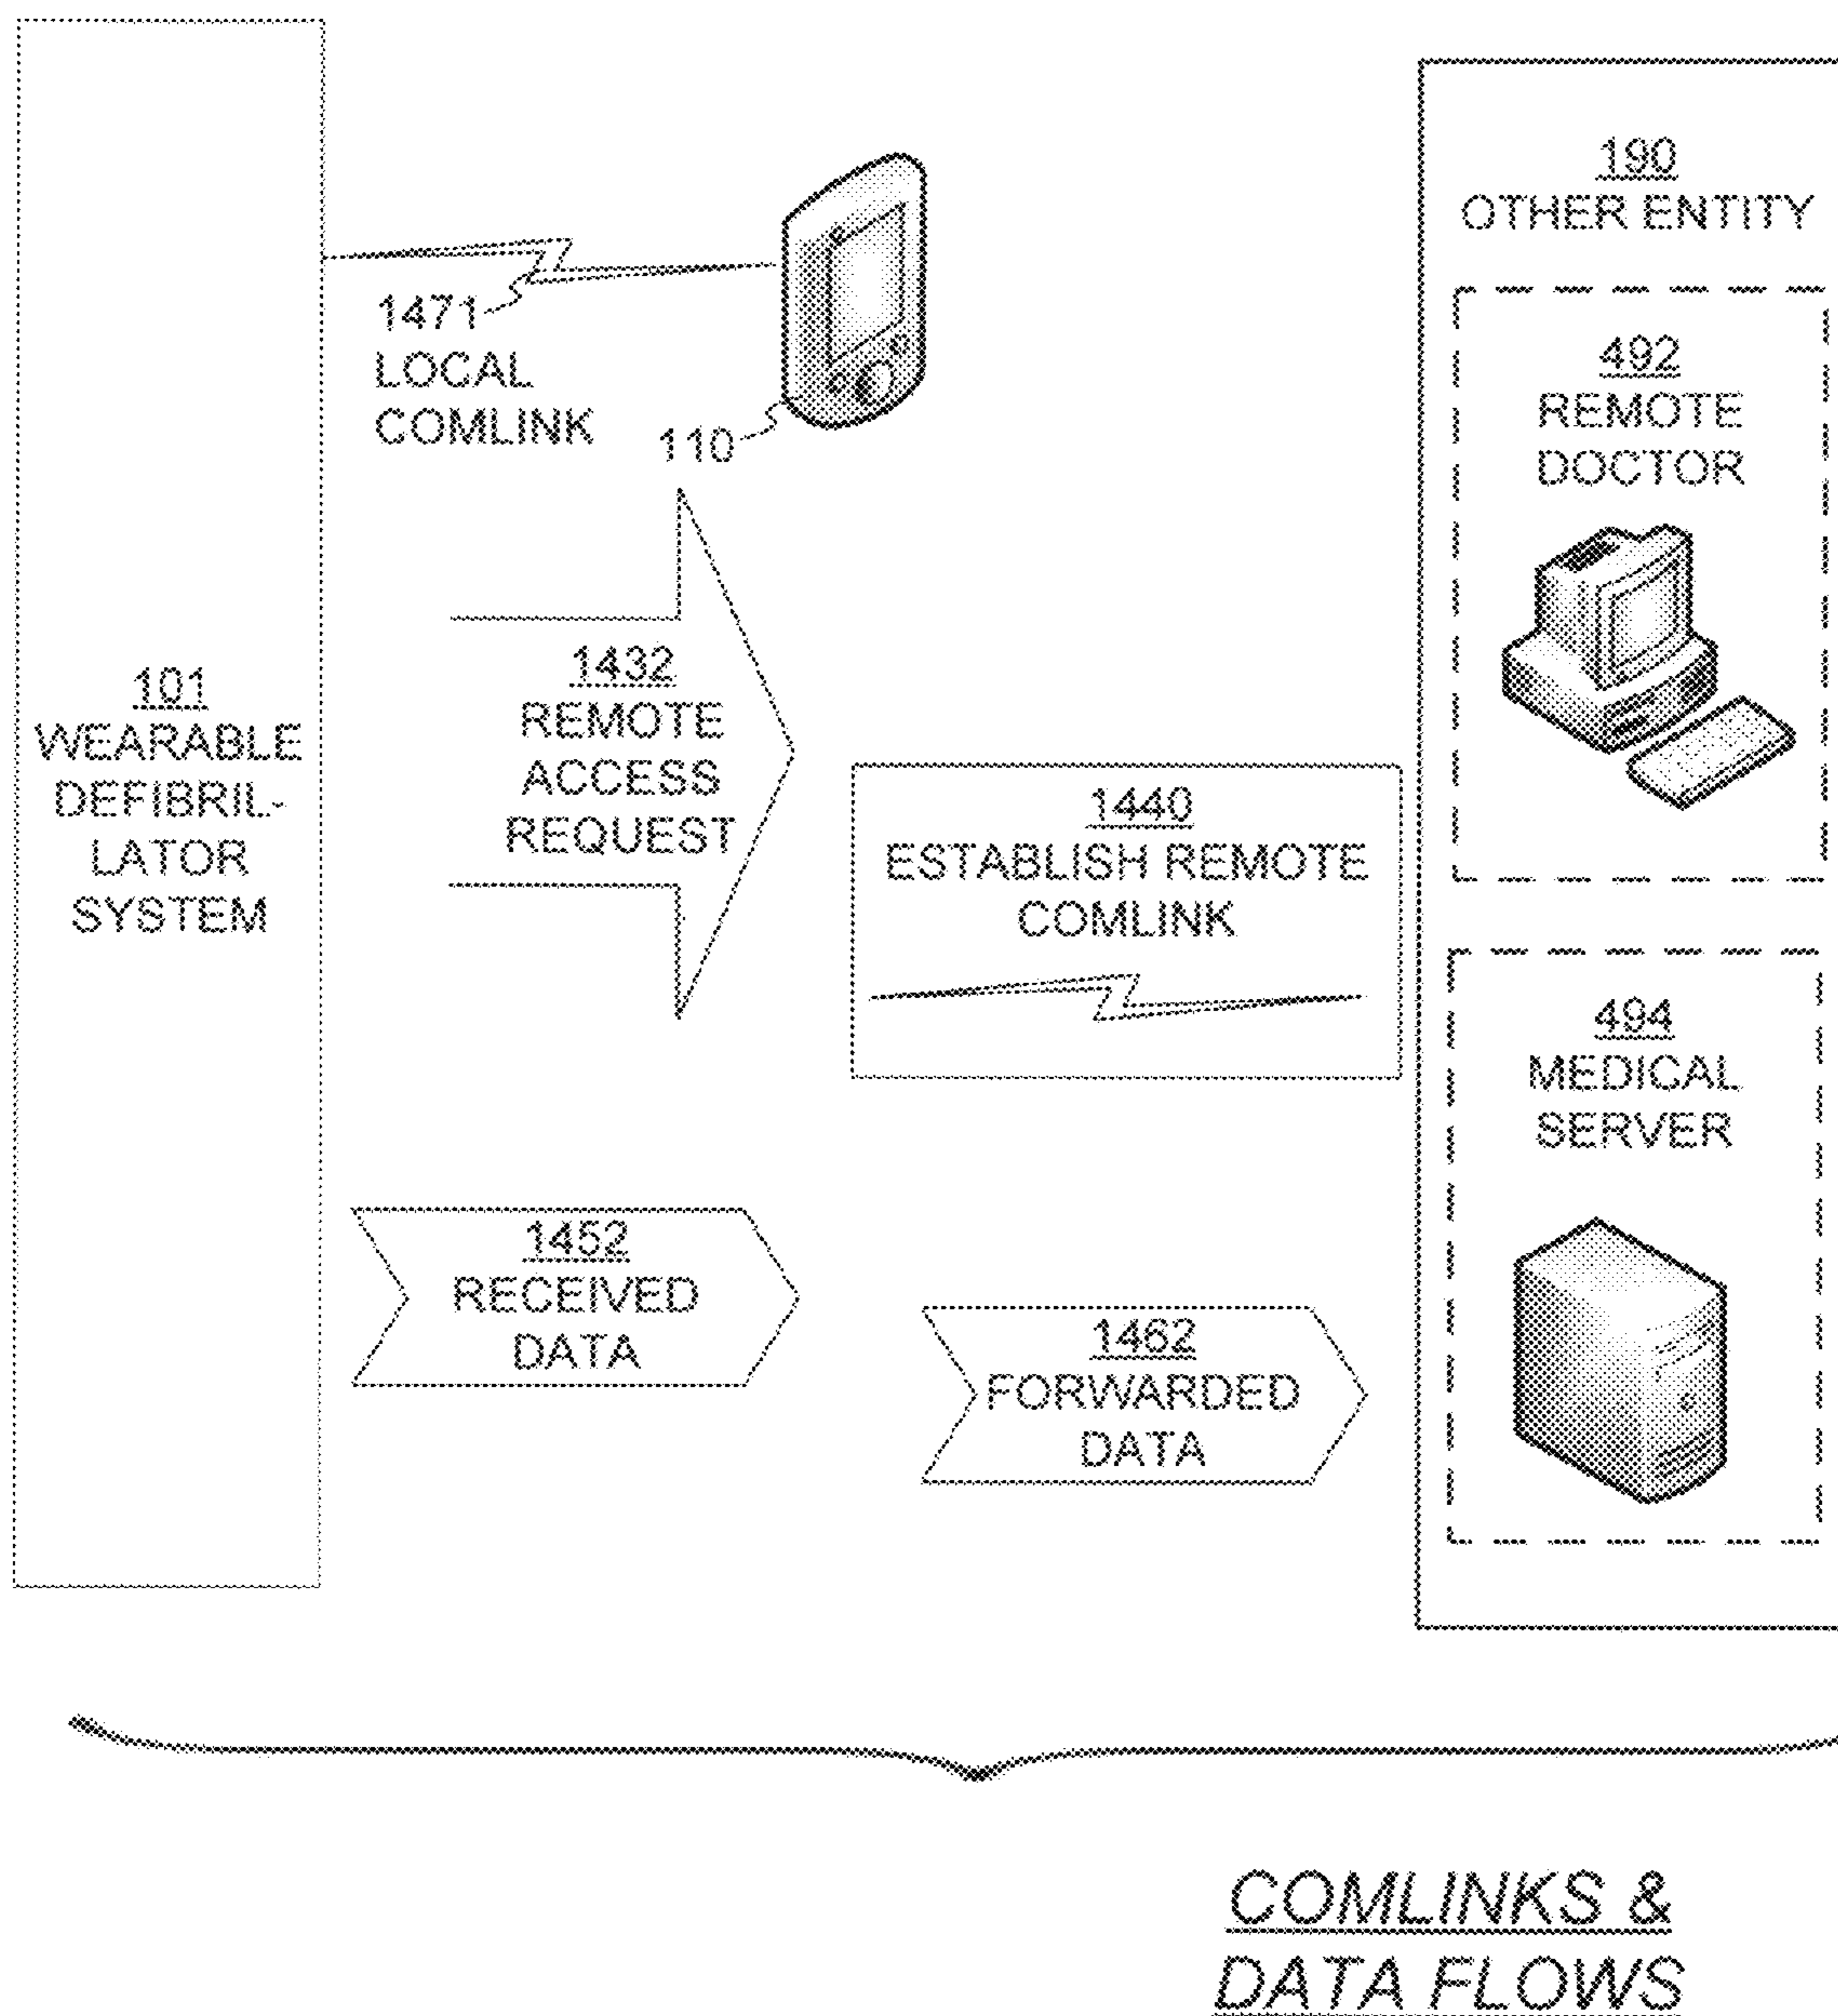 190
OTHER ENTITY
1471
LOCAL
COMLINK
110
492
REMOTE
DOCTOR
101
WEARABLE
DEFIBRIL-
LATOR
SYSTEM
1432
REMOTE
ACCESS
REQUEST
1440
ESTABLISH REMOTE
COMLINK
494
MEDICAL
SERVER
1452
RECEIVED
DATA
1462
FORWARDED
DATA
COMLINKS &
DATA FLOWS